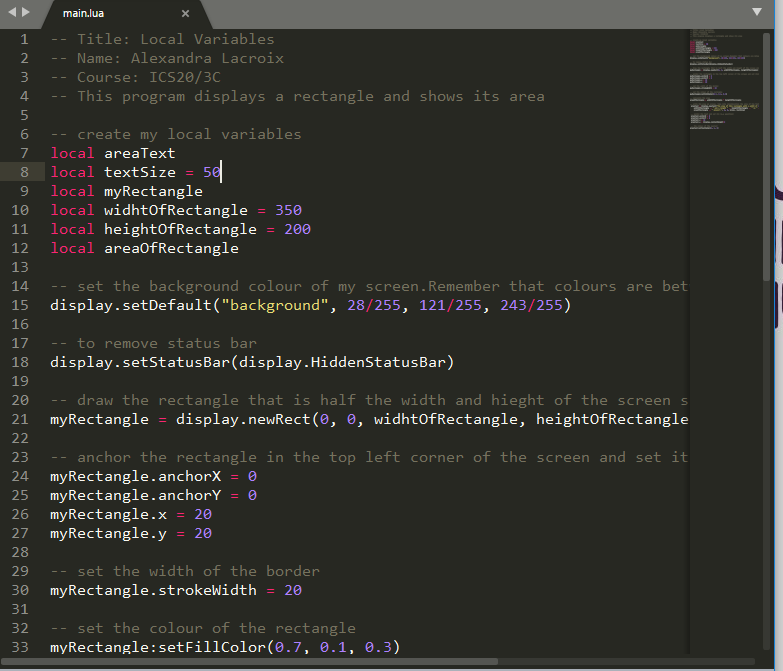 main.lua ×
1 -- Title: Local Variables
2 -- Name: Alexandra Lacroix
3 -- Course: ICS20/3C
4 -- This program displays a rectangle and shows its area
5
6 -- create my local variables
7 local areaText
8 local textSize = 50
9 local myRectangle
10 local widhtOfRectangle = 350
11 local heightOfRectangle = 200
12 local areaOfRectangle
13
14 -- set the background colour of my screen.Remember that colours are bet
15 display.setDefault("background", 28/255, 121/255, 243/255)
16
17 -- to remove status bar
18 display.setStatusBar(display.HiddenStatusBar)
19
20 -- draw the rectangle that is half the width and hieght of the screen s
21 myRectangle = display.newRect(0, 0, widhtOfRectangle, heightOfRectangle
22
23 -- anchor the rectangle in the top left corner of the screen and set it
24 myRectangle.anchorX = 0
25 myRectangle.anchorY = 0
26 myRectangle.x = 20
27 myRectangle.y = 20
28
29 -- set the width of the border
30 myRectangle.strokeWidth = 20
31
32 -- set the colour of the rectangle
33 myRectangle:setFillColor(0.7, 0.1, 0.3)